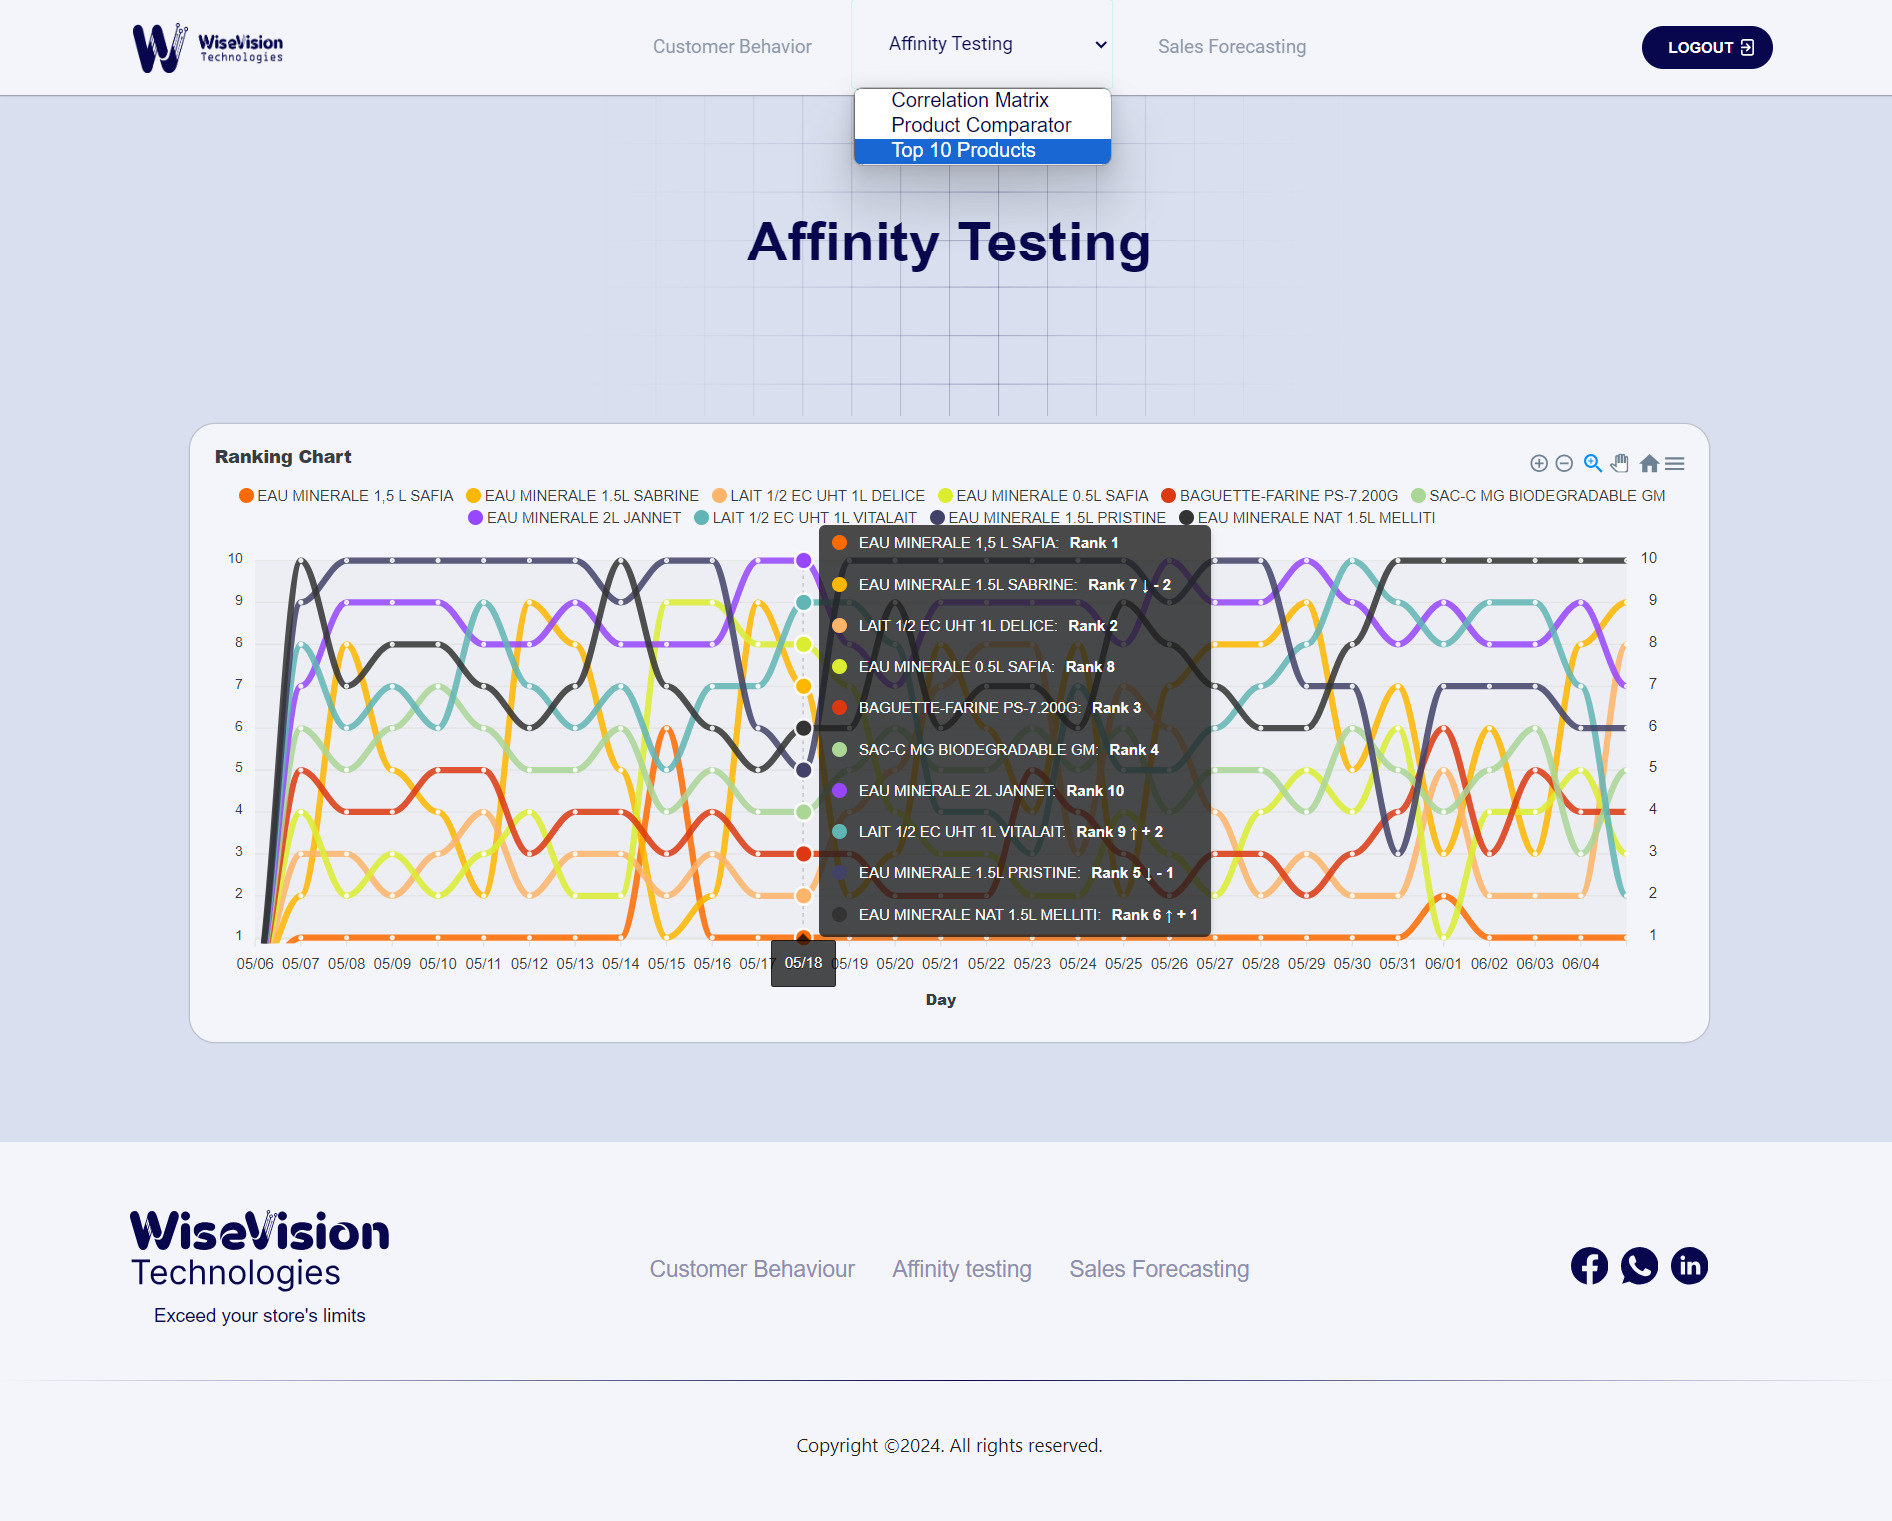 WiseVision
Technologies
Customer Behavior
Affinity Testing
Sales Forecasting
LOGOUT
Correlation Matrix
Product Comparator
Top 10 Products
Affinity Testing
Ranking Chart
EAU MINERALE 1,5 L SAFIA EAU MINERALE 1.5L SABRINE LAIT 1/2 EC UHT 1L DELICE EAU MINERALE 0.5L SAFIA BAGUETTE-FARINE PS-7.200G SAC-C MG BIODEGRADABLE GM
EAU MINERALE 2L JANNET LAIT 1/2 EC UHT 1L VITALAIT EAU MINERALE 1.5L PRISTINE EAU MINERALE NAT 1.5L MELLITI
EAU MINERALE 1,5 L SAFIA: Rank 1
EAU MINERALE 1.5L SABRINE: Rank 7 ↓ - 2
LAIT 1/2 EC UHT 1L DELICE: Rank 2
EAU MINERALE 0.5L SAFIA: Rank 8
BAGUETTE-FARINE PS-7.200G: Rank 3
SAC-C MG BIODEGRADABLE GM: Rank 4
EAU MINERALE 2L JANNET: Rank 10
LAIT 1/2 EC UHT 1L VITALAIT: Rank 9 ↑ + 2
EAU MINERALE 1.5L PRISTINE: Rank 5 ↓ - 1
EAU MINERALE NAT 1.5L MELLITI: Rank 6 ↑ + 1
10 10
9 9
8 8
7 7
6 6
5 5
4 4
3 3
2 2
1 1
05/06 05/07 05/08 05/09 05/10 05/11 05/12 05/13 05/14 05/15 05/16 05/17 05/18 05/19 05/20 05/21 05/22 05/23 05/24 05/25 05/26 05/27 05/28 05/29 05/30 05/31 06/01 06/02 06/03 06/04
Day
WiseVision
Technologies
Exceed your store's limits
Customer Behaviour
Affinity testing
Sales Forecasting
Copyright ©2024. All rights reserved.